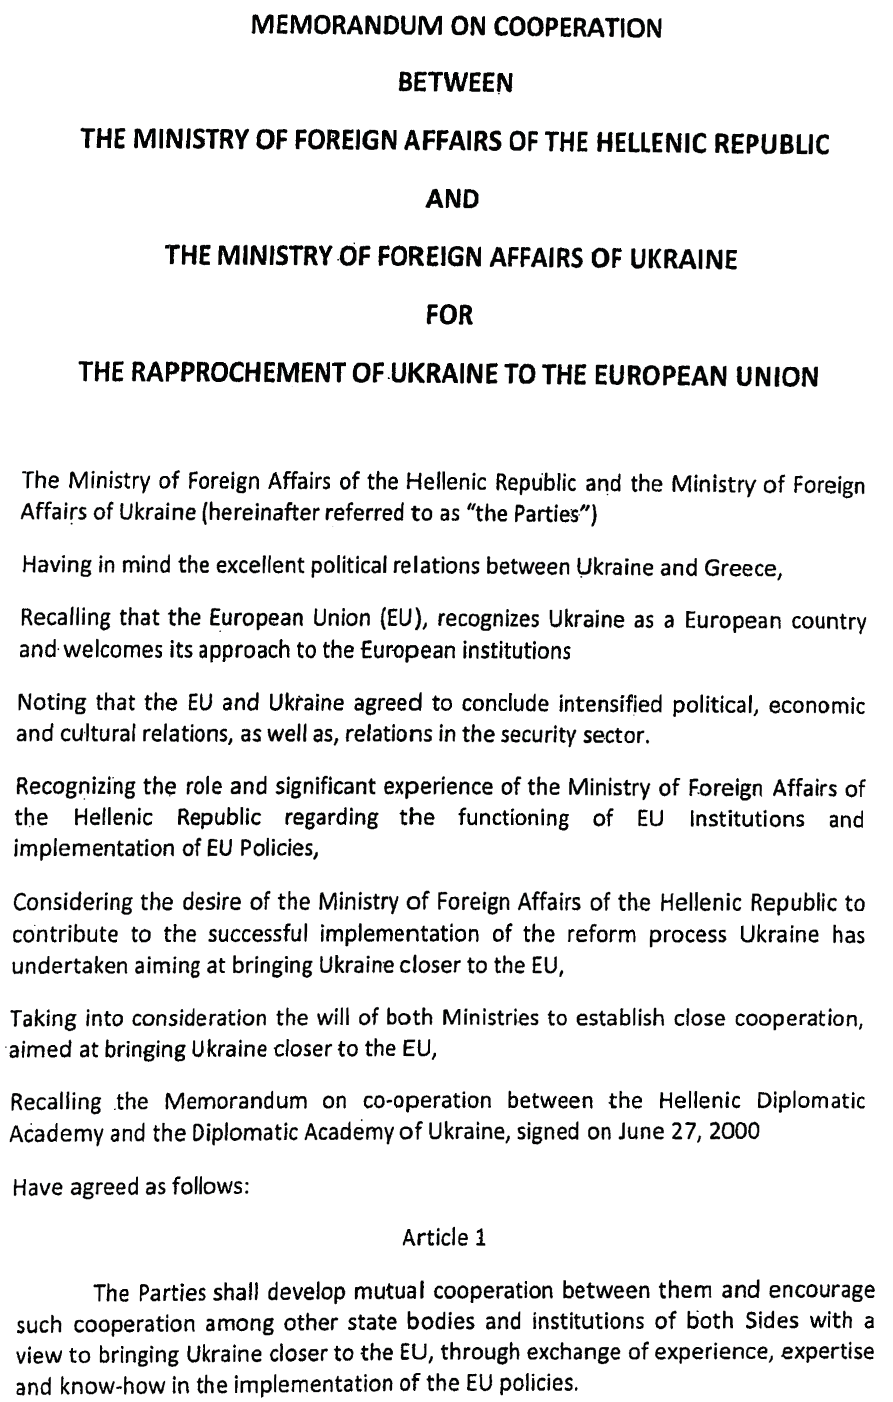 MEMORANDUM ON COOPERATION
BETWEEN
THE MINISTRY OF FOREIGN AFFAIRS OF THE HELLENIC REPUBLIC
AND
THE MINISTRY OF FOREIGN AFFAIRS OF UKRAINE
FOR
THE RAPPROCHEMENT OF UKRAINE TO THE EUROPEAN UNION
The Ministry of Foreign Affairs of the Hellenic Republic and the Ministry of Foreign
Affairs of Ukraine (hereinafter referred to as "the Parties")
Having in mind the excellent political relations between Ukraine and Greece,
Recalling that the European Union (EU), recognizes Ukraine as a European country
and welcomes its approach to the European institutions
Noting that the EU and Ukraine agreed to conclude intensified political, economic
and cultural relations, as well as, relations in the security sector.
Recognizing the role and significant experience of the Ministry of Foreign Affairs of
the Hellenic Republic regarding the functioning of EU Institutions and
implementation of EU Policies,
Considering the desire of the Ministry of Foreign Affairs of the Hellenic Republic to
contribute to the successful implementation of the reform process Ukraine has
undertaken aiming at bringing Ukraine closer to the EU,
Taking into consideration the will of both Ministries to establish close cooperation,
aimed at bringing Ukraine closer to the EU,
Recalling the Memorandum on co-operation between the Hellenic Diplomatic
Academy and the Diplomatic Academy of Ukraine, signed on June 27, 2000
Have agreed as follows:
Article 1
The Parties shall develop mutual cooperation between them and encourage
such cooperation among other state bodies and institutions of both Sides with a
view to bringing Ukraine closer to the EU, through exchange of experience, expertise
and know-how in the implementation of the EU policies.